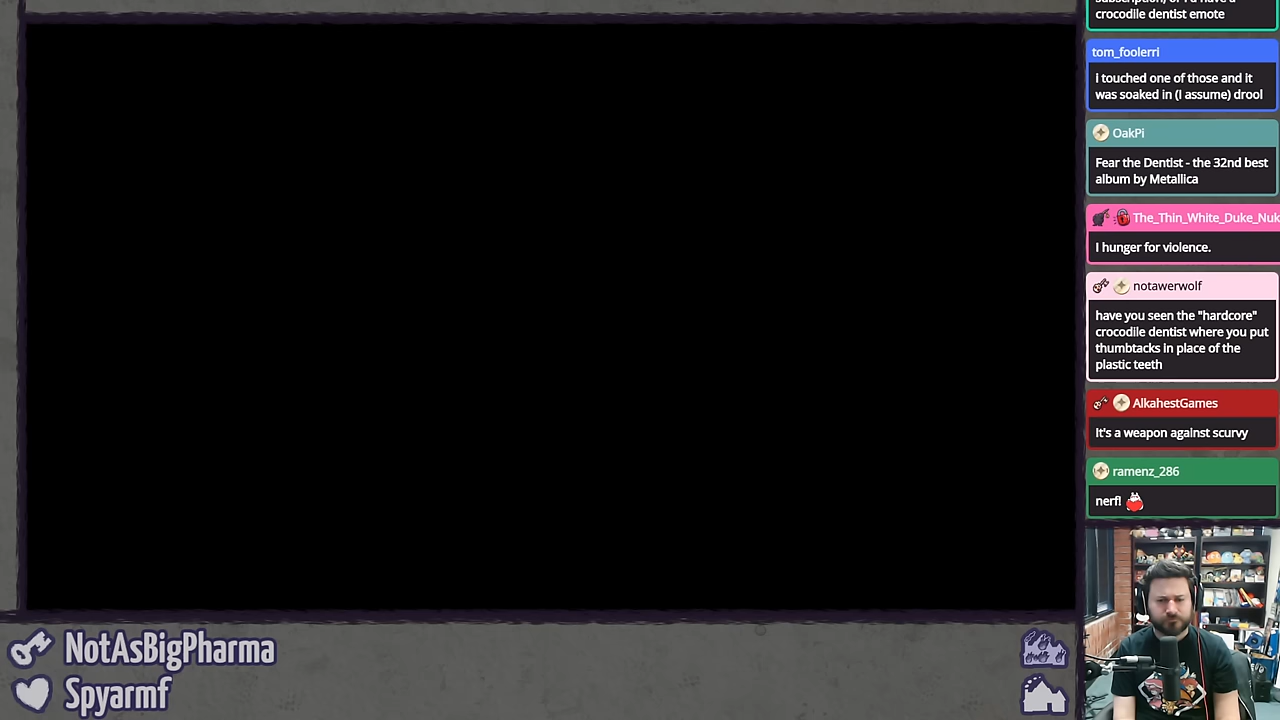 crocodile dentist emote
tom_foolerri
i touched one of those and it
was soaked in (I assume) drool
OakPi
Fear the Dentist - the 32nd best
album by Metallica
The_Thin_White_Duke_Nuk
I hunger for violence.
notawerwolf
have you seen the "hardcore"
crocodile dentist where you put
thumbtacks in place of the
plastic teeth
AlkahestGames
It's a weapon against scurvy
ramenz_286
nerf!
NotAsBigPharma
Spyarmf